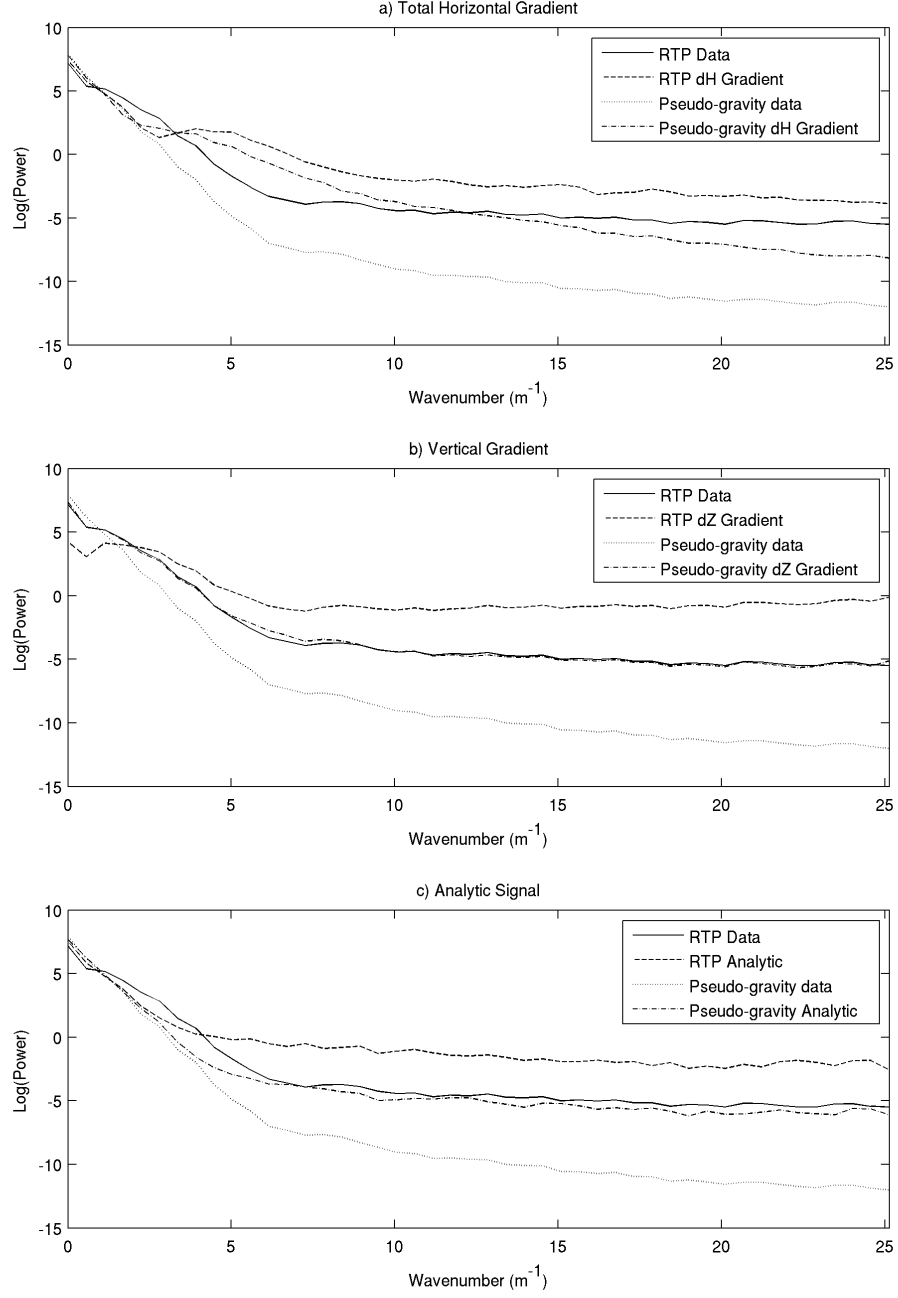 a) Total Horizontal Gradient
10
5
0
-5
-10
-15
Log(Power)
RTP Data
RTP dH Gradient
Pseudo-gravity data
Pseudo-gravity dH Gradient
0 5 10 15 20 25
Wavenumber (m-1)
b) Vertical Gradient
10
5
0
-5
-10
-15
Log(Power)
RTP Data
RTP dZ Gradient
Pseudo-gravity data
Pseudo-gravity dZ Gradient
0 5 10 15 20 25
Wavenumber (m-1)
c) Analytic Signal
10
5
0
-5
-10
-15
Log(Power)
RTP Data
RTP Analytic
Pseudo-gravity data
Pseudo-gravity Analytic
0 5 10 15 20 25
Wavenumber (m-1)